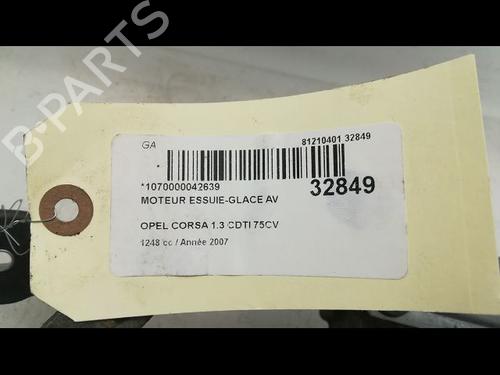 B-PARTS
GA
81210401 32849
*1070000042639
32849
MOTEUR ESSUIE-GLACE AV
OPEL CORSA 1.3 CDTI 75CV
1248 cc / Année 2007